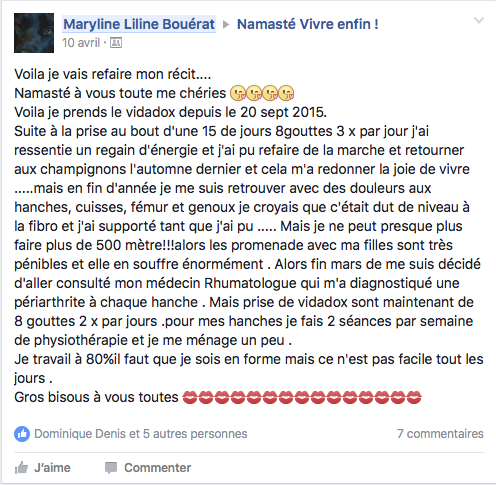 Maryline Liline Bouérat ▸ Namasté Vivre enfin !
10 avril ·
Voila je vais refaire mon récit....
Namasté à vous toute me chéries 😘😘😘😘
Voila je prends le vidadox depuis le 20 sept 2015.
Suite à la prise au bout d'une 15 de jours 8gouttes 3 x par jour j'ai
ressentie un regain d'énergie et j'ai pu refaire de la marche et retourner
aux champignons l'automne dernier et cela m'a redonner la joie de vivre
.....mais en fin d'année je me suis retrouver avec des douleurs aux
hanches, cuisses, fémur et genoux je croyais que c'était dut de niveau à
la fibro et j'ai supporté tant que j'ai pu ..... Mais je ne peut presque plus
faire plus de 500 mètre!!!alors les promenade avec ma filles sont très
pénibles et elle en souffre énormément . Alors fin mars de me suis décidé
d'aller consulté mon médecin Rhumatologue qui m'a diagnostiqué une
périarthrite à chaque hanche . Mais prise de vidadox sont maintenant de
8 gouttes 2 x par jours .pour mes hanches je fais 2 séances par semaine
de physiothérapie et je me ménage un peu .
Je travail à 80%il faut que je sois en forme mais ce n'est pas facile tout les
jours .
Gros bisous à vous toutes 💋💋💋💋💋💋💋💋💋💋💋💋💋💋💋
Dominique Denis et 5 autres personnes
7 commentaires
J'aime
Commenter